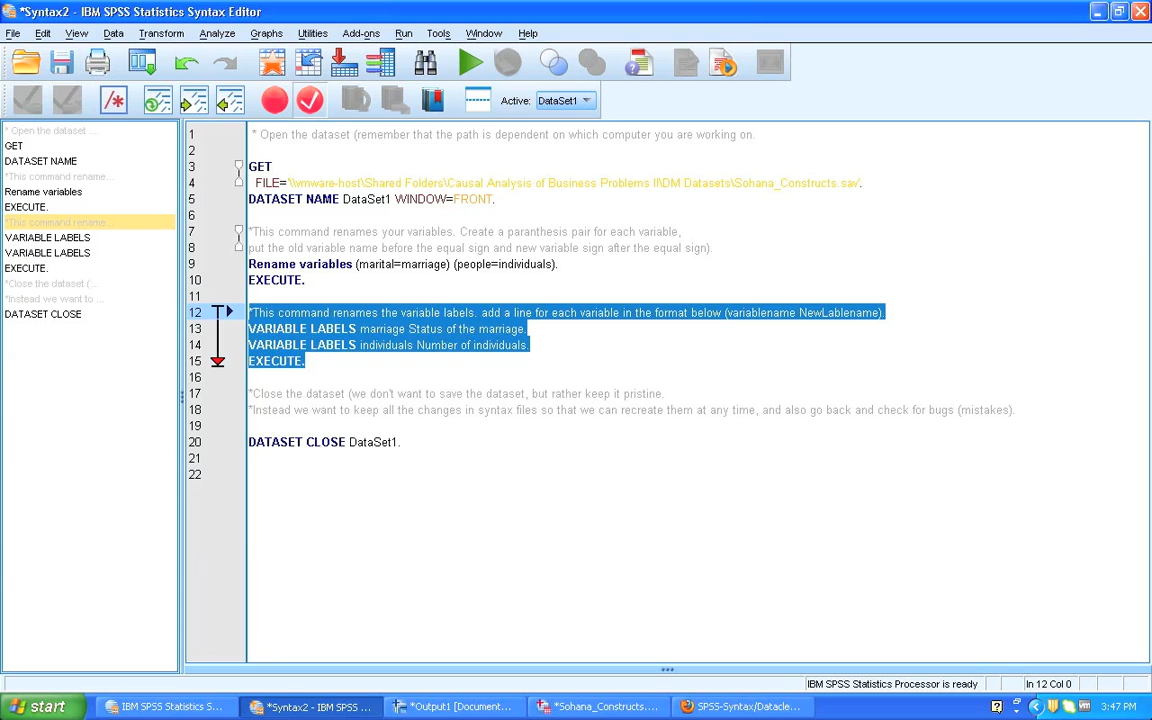 *Syntax2 - IBM SPSS Statistics Syntax Editor
File Edit View Data Transform Analyze Graphs Utilities Add-ons Run Tools Window Help
Active: DataSet1
* Open the dataset ...
GET
DATASET NAME
*This command rename...
Rename variables
EXECUTE.
*This command rename...
VARIABLE LABELS
VARIABLE LABELS
EXECUTE.
*Close the dataset (...
*Instead we want to ...
DATASET CLOSE
1 * Open the dataset (remember that the path is dependent on which computer you are working on.
2
3 GET
4 FILE='\\vmware-host\Shared Folders\Causal Analysis of Business Problems II\DM Datasets\Sohana_Constructs.sav'.
5 DATASET NAME DataSet1 WINDOW=FRONT.
6
7 *This command renames your variables. Create a paranthesis pair for each variable,
8 put the old variable name before the equal sign and new variable sign after the equal sign).
9 Rename variables (marital=marriage) (people=individuals).
10 EXECUTE.
11
12 *This command renames the variable labels. add a line for each variable in the format below (variablename NewLablename).
13 VARIABLE LABELS marriage Status of the marriage.
14 VARIABLE LABELS individuals Number of individuals.
15 EXECUTE.
16
17 *Close the dataset (we don't want to save the dataset, but rather keep it pristine.
18 *Instead we want to keep all the changes in syntax files so that we can recreate them at any time, and also go back and check for bugs (mistakes).
19
20 DATASET CLOSE DataSet1.
21
22
IBM SPSS Statistics Processor is ready In 12 Col 0
start IBM SPSS Statistics S... *Syntax2 - IBM SPSS ... *Output1 [Document... *Sohana_Constructs.... SPSS-Syntax/Datacle... 3:47 PM